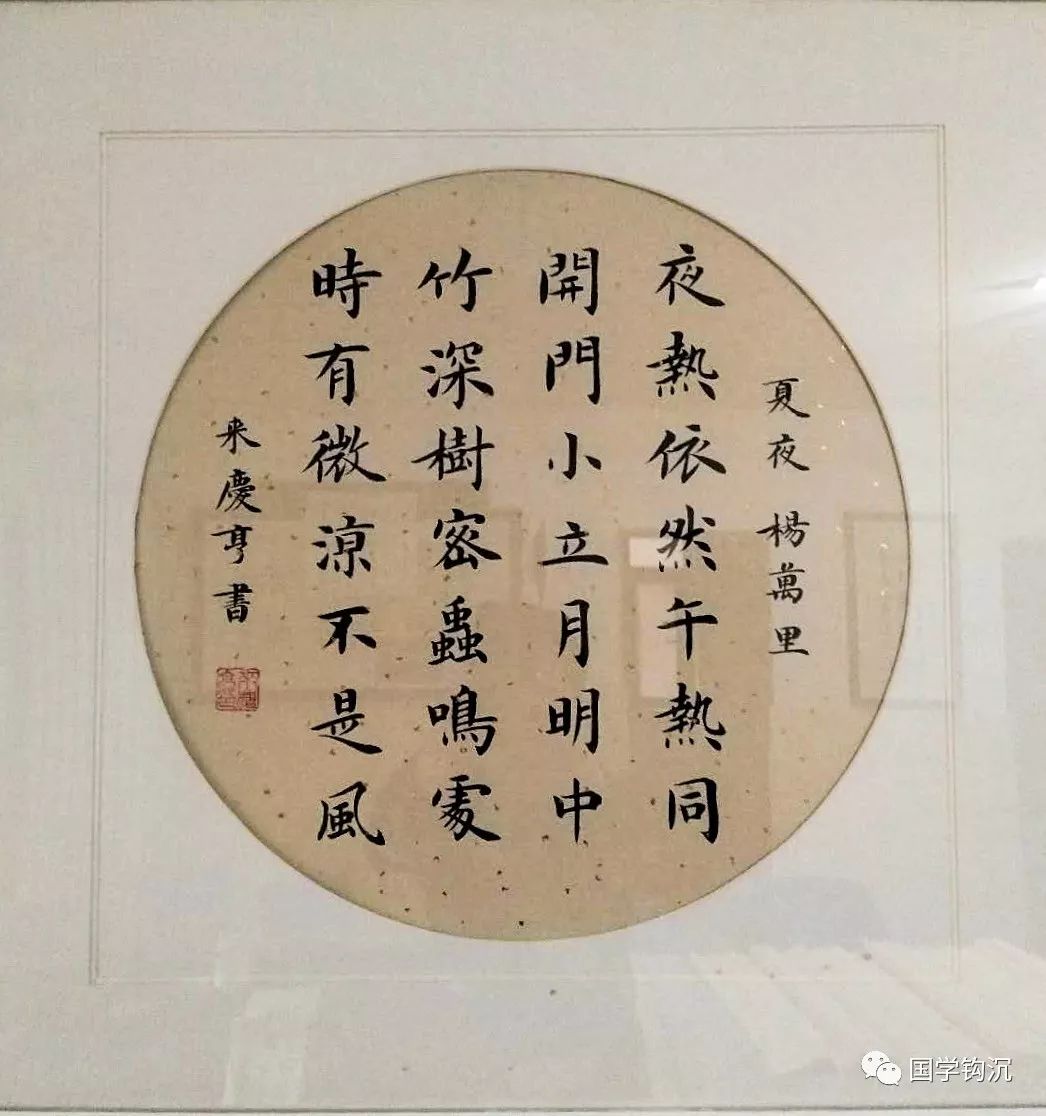 夏夜 楊萬里
夜熱依然午熱同
開門小立月明中
竹深樹密蟲鳴處
時有微涼不是風
来慶亨書
国学钩沉